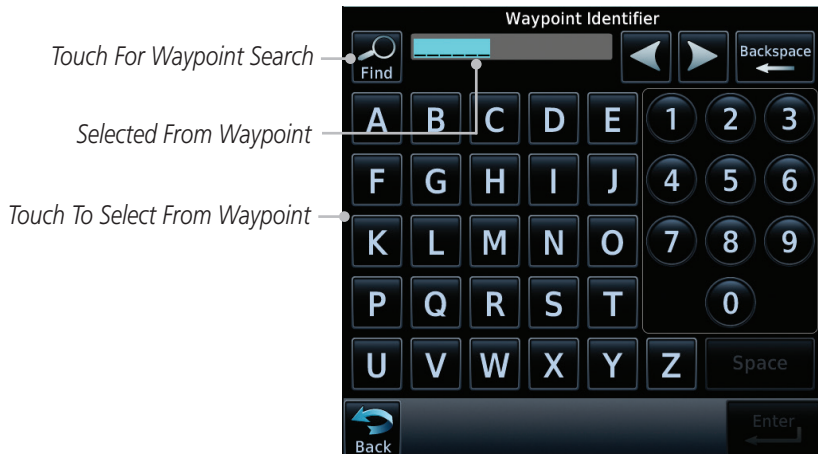 Waypoint Identifier
Touch For Waypoint Search
Find
Backspace
Selected From Waypoint
A B C D E 1 2 3
F G H I J 4 5 6
Touch To Select From Waypoint
K L M N O 7 8 9
P Q R S T 0
U V W X Y Z Space
Back
Enter